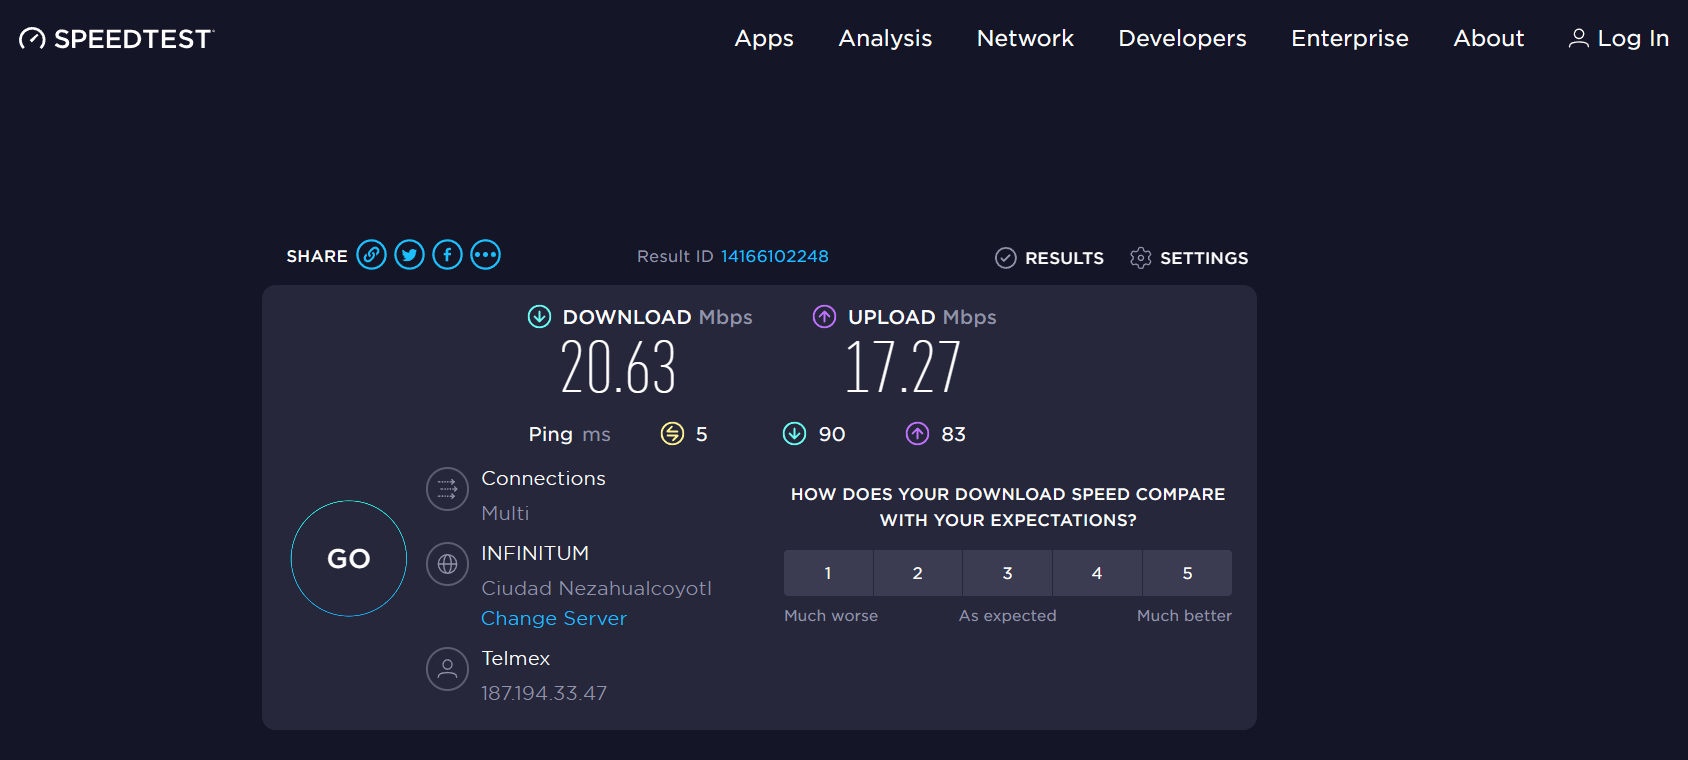 SPEEDTEST
Apps Analysis Network Developers Enterprise About Log In
SHARE Result ID 14166102248 RESULTS SETTINGS
DOWNLOAD Mbps UPLOAD Mbps
20.63 17.27
Ping ms 5 90 83
Connections
Multi
INFINITUM
Ciudad Nezahualcoyotl
Change Server
Telmex
187.194.33.47
GO
HOW DOES YOUR DOWNLOAD SPEED COMPARE
WITH YOUR EXPECTATIONS?
1 2 3 4 5
Much worse As expected Much better